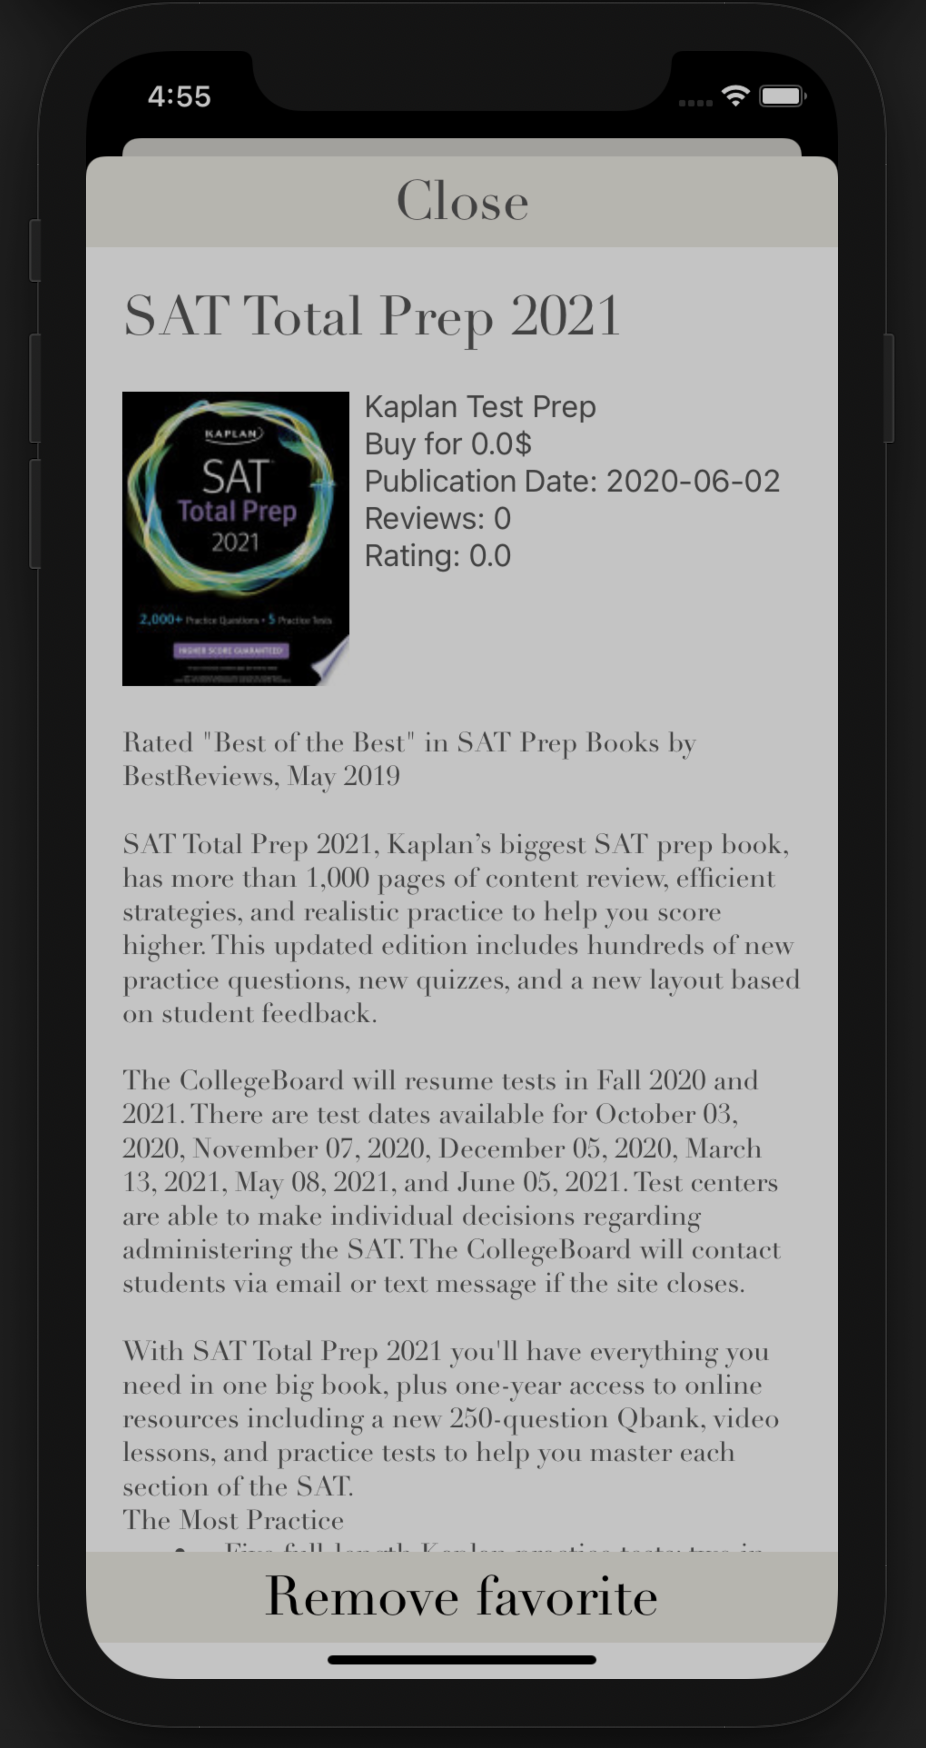 4:55
Close
SAT Total Prep 2021
KAPLAN
SAT
Total Prep
2021
2,000+ Practice Questions • 5 Practice Tests
HIGHER SCORE GUARANTEED
Kaplan Test Prep
Buy for 0.0$
Publication Date: 2020-06-02
Reviews: 0
Rating: 0.0
Rated "Best of the Best" in SAT Prep Books by
BestReviews, May 2019
SAT Total Prep 2021, Kaplan’s biggest SAT prep book,
has more than 1,000 pages of content review, efficient
strategies, and realistic practice to help you score
higher. This updated edition includes hundreds of new
practice questions, new quizzes, and a new layout based
on student feedback.
The CollegeBoard will resume tests in Fall 2020 and
2021. There are test dates available for October 03,
2020, November 07, 2020, December 05, 2020, March
13, 2021, May 08, 2021, and June 05, 2021. Test centers
are able to make individual decisions regarding
administering the SAT. The CollegeBoard will contact
students via email or text message if the site closes.
With SAT Total Prep 2021 you'll have everything you
need in one big book, plus one-year access to online
resources including a new 250-question Qbank, video
lessons, and practice tests to help you master each
section of the SAT.
The Most Practice
• Five full-length Kaplan practice tests: two in
Remove favorite